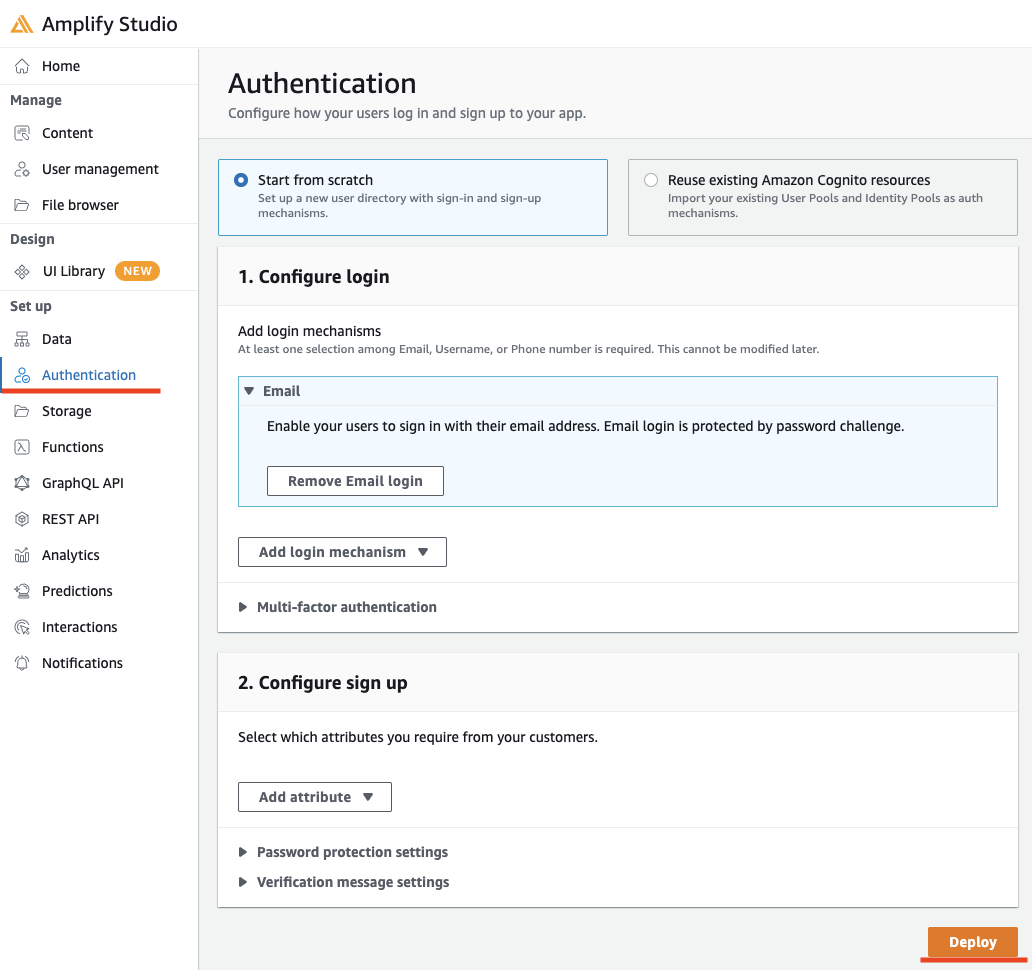 Amplify Studio
Home
Manage
Content
User management
File browser
Design
UI Library NEW
Set up
Data
Authentication
Storage
Functions
GraphQL API
REST API
Analytics
Predictions
Interactions
Notifications
Authentication
Configure how your users log in and sign up to your app.
Start from scratch
Set up a new user directory with sign-in and sign-up
mechanisms.
Reuse existing Amazon Cognito resources
Import your existing User Pools and Identity Pools as auth
mechanisms.
1. Configure login
Add login mechanisms
At least one selection among Email, Username, or Phone number is required. This cannot be modified later.
Email
Enable your users to sign in with their email address. Email login is protected by password challenge.
Remove Email login
Add login mechanism
Multi-factor authentication
2. Configure sign up
Select which attributes you require from your customers.
Add attribute
Password protection settings
Verification message settings
Deploy